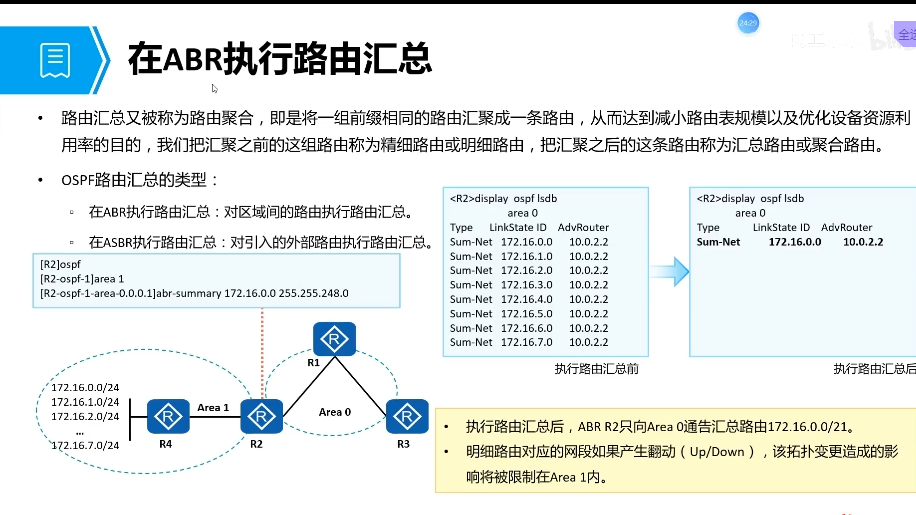 24:29
全
在ABR执行路由汇总
• 路由汇总又被称为路由聚合，即是将一组前缀相同的路由汇聚成一条路由，从而达到减小路由表规模以及优化设备资源利
用率的目的，我们把汇聚之前的这组路由称为精细路由或明细路由，把汇聚之后的这条路由称为汇总路由或聚合路由。
• OSPF路由汇总的类型：
▫ 在ABR执行路由汇总：对区域间的路由执行路由汇总。
▫ 在ASBR执行路由汇总：对引入的外部路由执行路由汇总。
[R2]ospf
[R2-ospf-1]area 1
[R2-ospf-1-area-0.0.0.1]abr-summary 172.16.0.0 255.255.248.0
<R2>display ospf lsdb
area 0
Type LinkState ID AdvRouter
Sum-Net 172.16.0.0 10.0.2.2
Sum-Net 172.16.1.0 10.0.2.2
Sum-Net 172.16.2.0 10.0.2.2
Sum-Net 172.16.3.0 10.0.2.2
Sum-Net 172.16.4.0 10.0.2.2
Sum-Net 172.16.5.0 10.0.2.2
Sum-Net 172.16.6.0 10.0.2.2
Sum-Net 172.16.7.0 10.0.2.2
执行路由汇总前
<R2>display ospf lsdb
area 0
Type LinkState ID AdvRouter
Sum-Net 172.16.0.0 10.0.2.2
执行路由汇总后
172.16.0.0/24
172.16.1.0/24
172.16.2.0/24
...
172.16.7.0/24
R
R4
Area 1
R
R2
R
R1
Area 0
R
R3
• 执行路由汇总后，ABR R2只向Area 0通告汇总路由172.16.0.0/21。
• 明细路由对应的网段如果产生翻动（Up/Down），该拓扑变更造成的影
响将被限制在Area 1内。